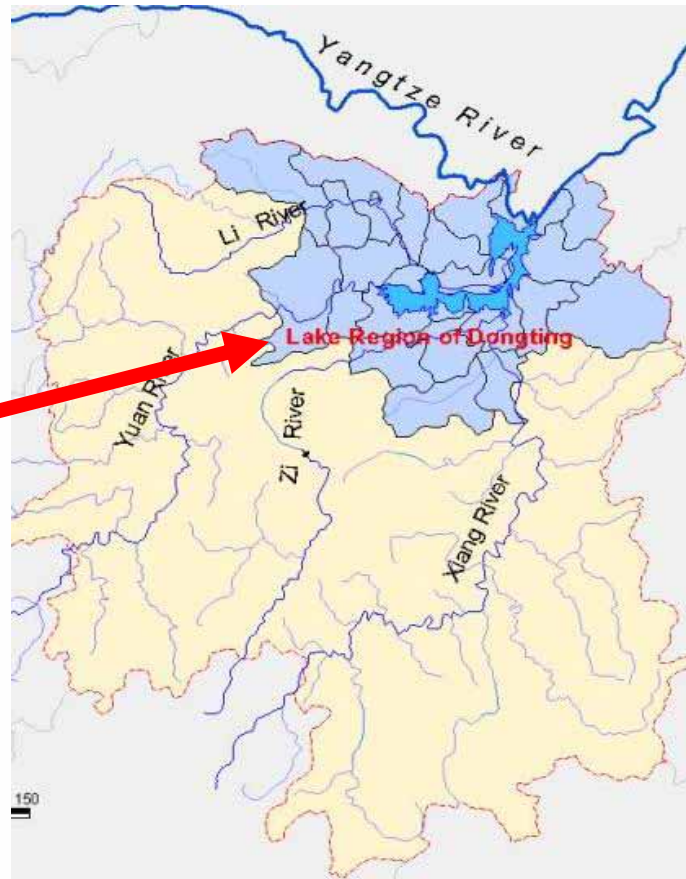 Yangtze River
Li River
Lake Region of Dongting
Yuan River
Zi River
Xiang River
150